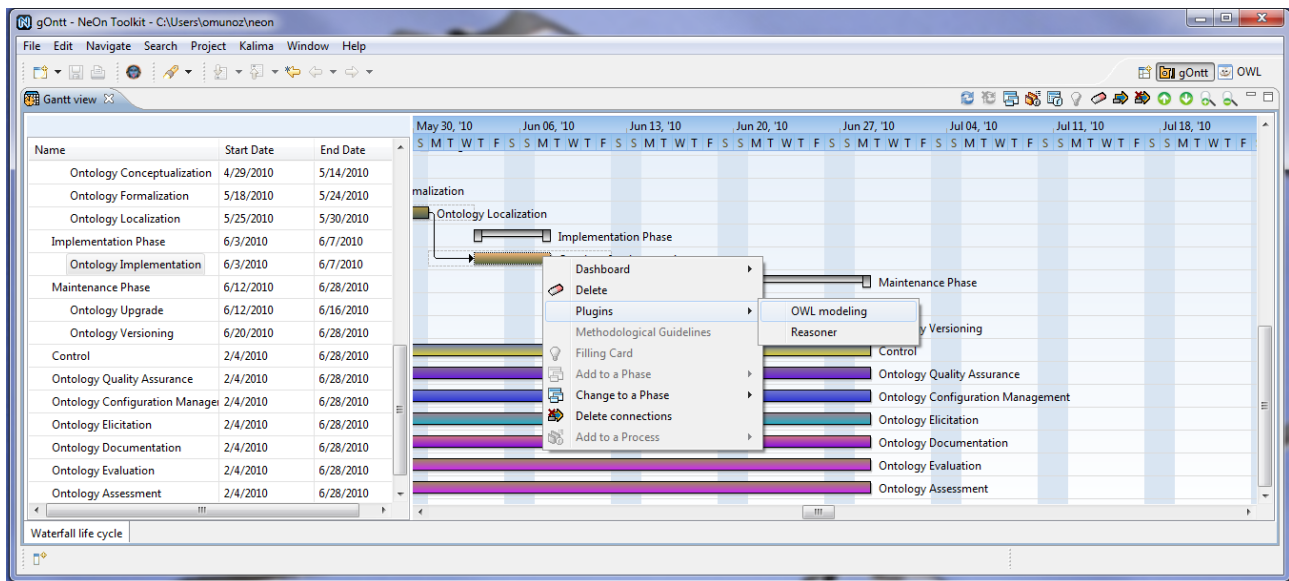 gOntt - NeOn Toolkit - C:\Users\omunoz\neon
File Edit Navigate Search Project Kalima Window Help
gOntt OWL
Gantt view
May 30, '10 Jun 06, '10 Jun 13, '10 Jun 20, '10 Jun 27, '10 Jul 04, '10 Jul 11, '10 Jul 18, '10
Name Start Date End Date S M T W T F S S M T W T F S S M T W T F S S M T W T F S S M T W T F S S M T W T F S S M T W T F S S M T W T F
Ontology Conceptualization 4/29/2010 5/14/2010
Ontology Formalization 5/18/2010 5/24/2010 malization
Ontology Localization 5/25/2010 5/30/2010 Ontology Localization
Implementation Phase 6/3/2010 6/7/2010 Implementation Phase
Ontology Implementation 6/3/2010 6/7/2010
Dashboard
Maintenance Phase 6/12/2010 6/28/2010 Delete Maintenance Phase
Ontology Upgrade 6/12/2010 6/16/2010 Plugins OWL modeling
Ontology Versioning 6/20/2010 6/28/2010 Methodological Guidelines Reasoner y Versioning
Control 2/4/2010 6/28/2010 Filling Card Control
Ontology Quality Assurance 2/4/2010 6/28/2010 Add to a Phase Ontology Quality Assurance
Ontology Configuration Manager 2/4/2010 6/28/2010 Change to a Phase Ontology Configuration Management
Ontology Elicitation 2/4/2010 6/28/2010 Delete connections Ontology Elicitation
Ontology Documentation 2/4/2010 6/28/2010 Add to a Process Ontology Documentation
Ontology Evaluation 2/4/2010 6/28/2010 Ontology Evaluation
Ontology Assessment 2/4/2010 6/28/2010 Ontology Assessment
Waterfall life cycle